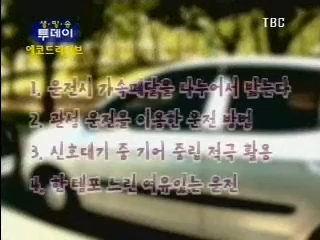 생방송
투데이
에코드라이브
TBC
1. 운전시 가속페달을 나누어서 밟는다
2. 관성 운전을 이용한 운전 방법
3. 신호대기 중 기어 중립 적극 활용
4. 한 템포 느린 여유있는 운전